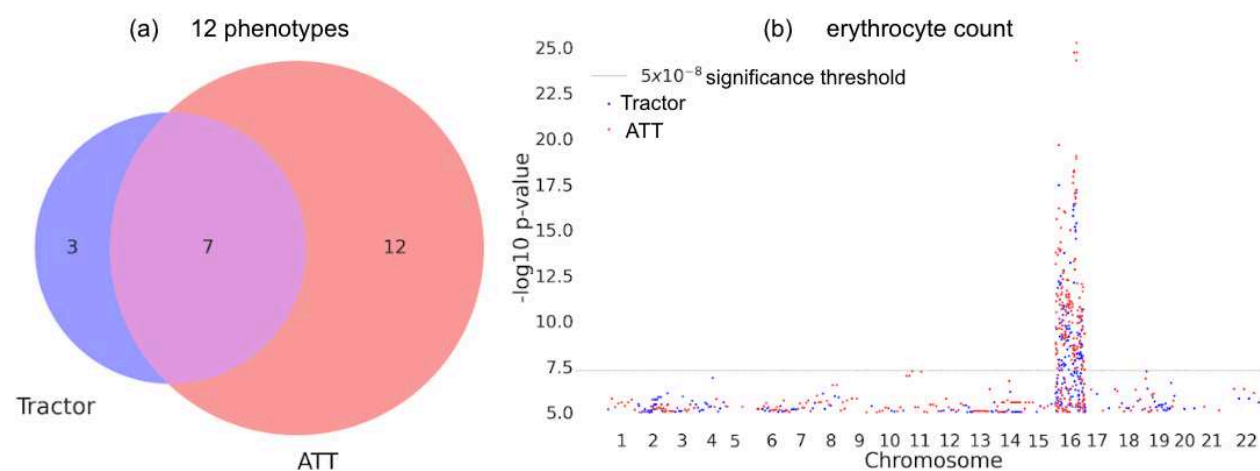 (a) 12 phenotypes
3
7
12
Tractor
ATT
(b) erythrocyte count
25.0
22.5
20.0
17.5
15.0
12.5
10.0
7.5
5.0
-log10 p-value
5x10⁻⁸ significance threshold
Tractor
ATT
1 2 3 4 5 6 7 8 9 10 11 12 13 14 15 16 17 18 19 20 21 22
Chromosome